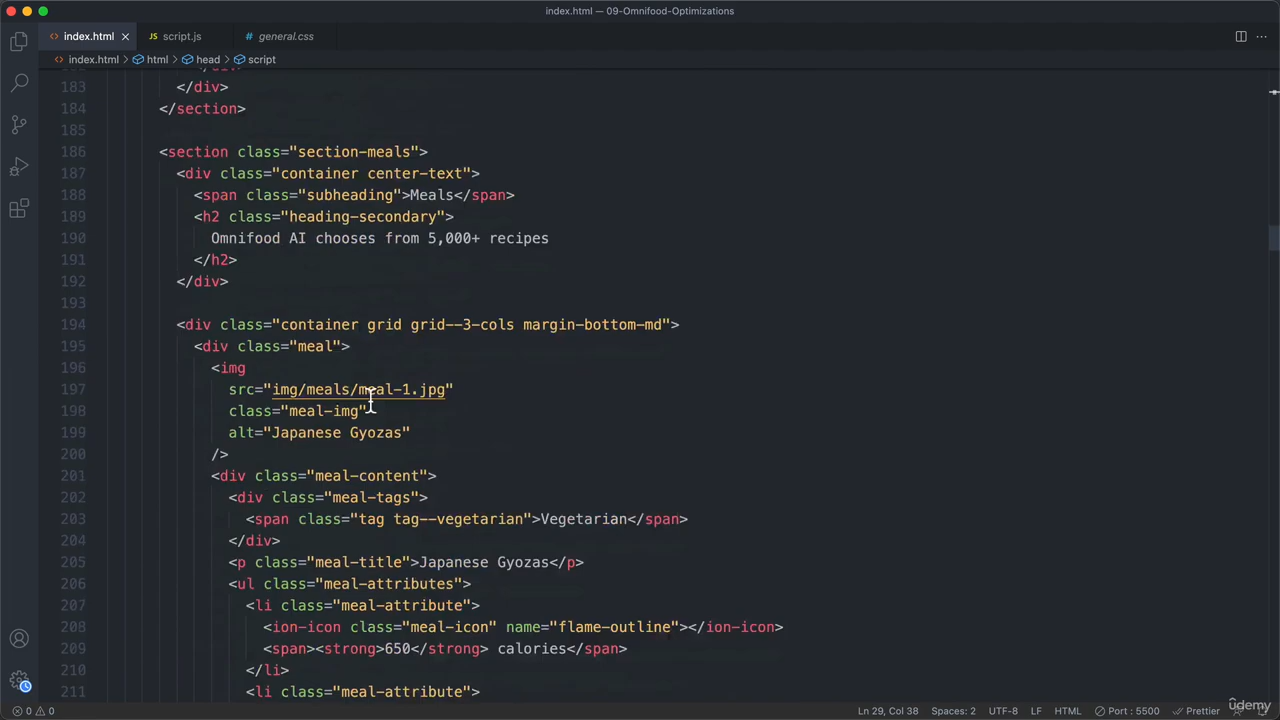 index.html — 09-Omnifood-Optimizations
index.html
script.js
general.css
index.html > html > head > script
183 </div>
184 </section>
185
186 <section class="section-meals">
187 <div class="container center-text">
188 <span class="subheading">Meals</span>
189 <h2 class="heading-secondary">
190 Omnifood AI chooses from 5,000+ recipes
191 </h2>
192 </div>
193
194 <div class="container grid grid--3-cols margin-bottom-md">
195 <div class="meal">
196 <img
197 src="img/meals/meal-1.jpg"
198 class="meal-img"
199 alt="Japanese Gyozas"
200 />
201 <div class="meal-content">
202 <div class="meal-tags">
203 <span class="tag tag--vegetarian">Vegetarian</span>
204 </div>
205 <p class="meal-title">Japanese Gyozas</p>
206 <ul class="meal-attributes">
207 <li class="meal-attribute">
208 <ion-icon class="meal-icon" name="flame-outline"></ion-icon>
209 <span><strong>650</strong> calories</span>
210 </li>
211 <li class="meal-attribute">
0 0 Ln 29, Col 38 Spaces: 2 UTF-8 LF HTML Port : 5500 Prettier
ûdemy